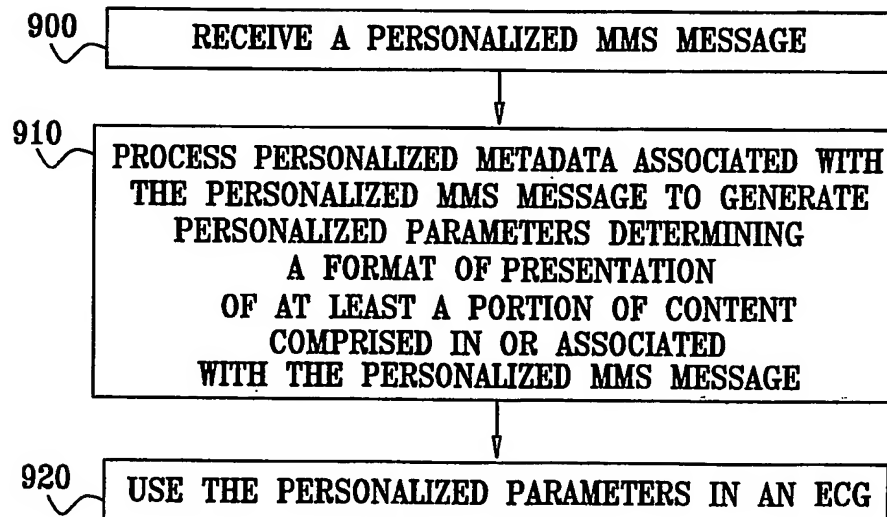 900
RECEIVE A PERSONALIZED MMS MESSAGE
910
PROCESS PERSONALIZED METADATA ASSOCIATED WITH
THE PERSONALIZED MMS MESSAGE TO GENERATE
PERSONALIZED PARAMETERS DETERMINING
A FORMAT OF PRESENTATION
OF AT LEAST A PORTION OF CONTENT
COMPRISED IN OR ASSOCIATED
WITH THE PERSONALIZED MMS MESSAGE
920
USE THE PERSONALIZED PARAMETERS IN AN ECG